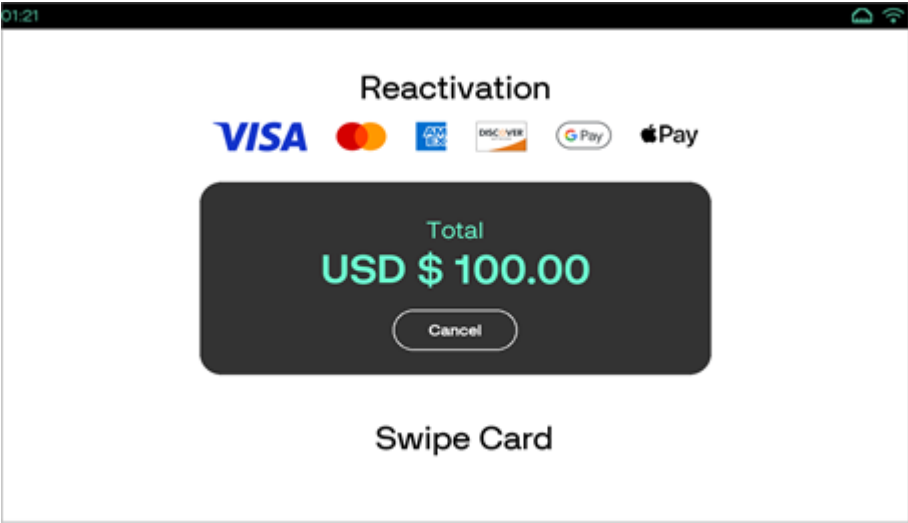 01:21
Reactivation
VISA AMEX DISCOVER G Pay Pay
Total
USD $ 100.00
Cancel
Swipe Card